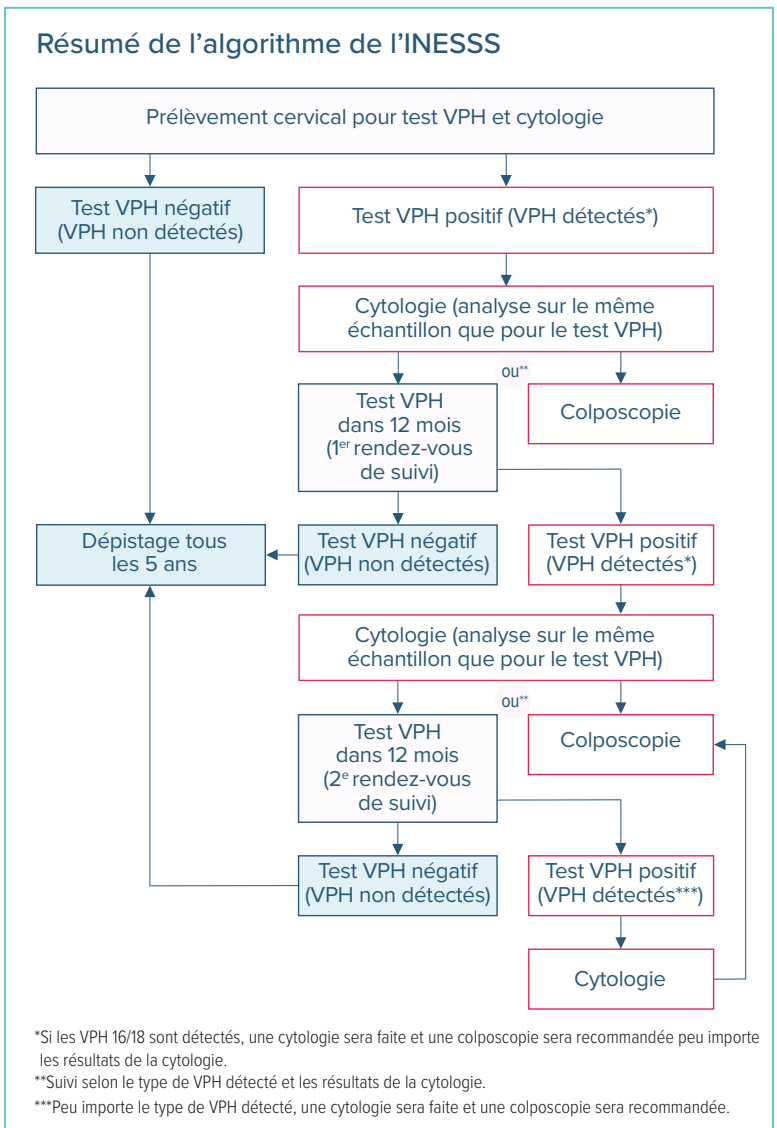 Résumé de l'algorithme de l'INESSS
Prélèvement cervical pour test VPH et cytologie
Test VPH négatif
(VPH non détectés)
Test VPH positif (VPH détectés*)
Cytologie (analyse sur le même
échantillon que pour le test VPH)
ou**
Test VPH
dans 12 mois
(1er rendez-vous
de suivi)
Colposcopie
Dépistage tous
les 5 ans
Test VPH négatif
(VPH non détectés)
Test VPH positif
(VPH détectés*)
Cytologie (analyse sur le même
échantillon que pour le test VPH)
ou**
Test VPH
dans 12 mois
(2e rendez-vous
de suivi)
Colposcopie
Test VPH négatif
(VPH non détectés)
Test VPH positif
(VPH détectés***)
Cytologie
*Si les VPH 16/18 sont détectés, une cytologie sera faite et une colposcopie sera recommandée peu importe
les résultats de la cytologie.
**Suivi selon le type de VPH détecté et les résultats de la cytologie.
***Peu importe le type de VPH détecté, une cytologie sera faite et une colposcopie sera recommandée.